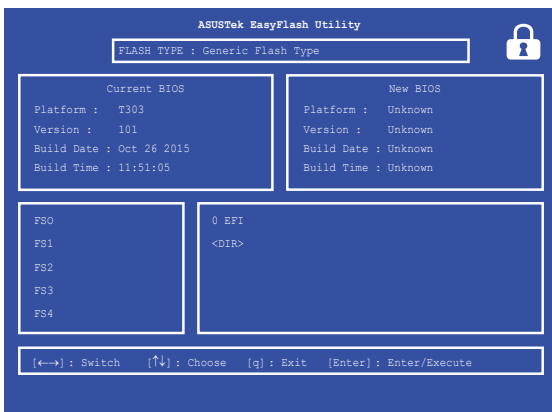 ASUSTek EasyFlash Utility
FLASH TYPE : Generic Flash Type
Current BIOS
Platform : T303
Version : 101
Build Date : Oct 26 2015
Build Time : 11:51:05
New BIOS
Platform : Unknown
Version : Unknown
Build Date : Unknown
Build Time : Unknown
FSO
FS1
FS2
FS3
FS4
0 EFI
<DIR>
[←→] : Switch [↑↓] : Choose [q] : Exit [Enter] : Enter/Execute